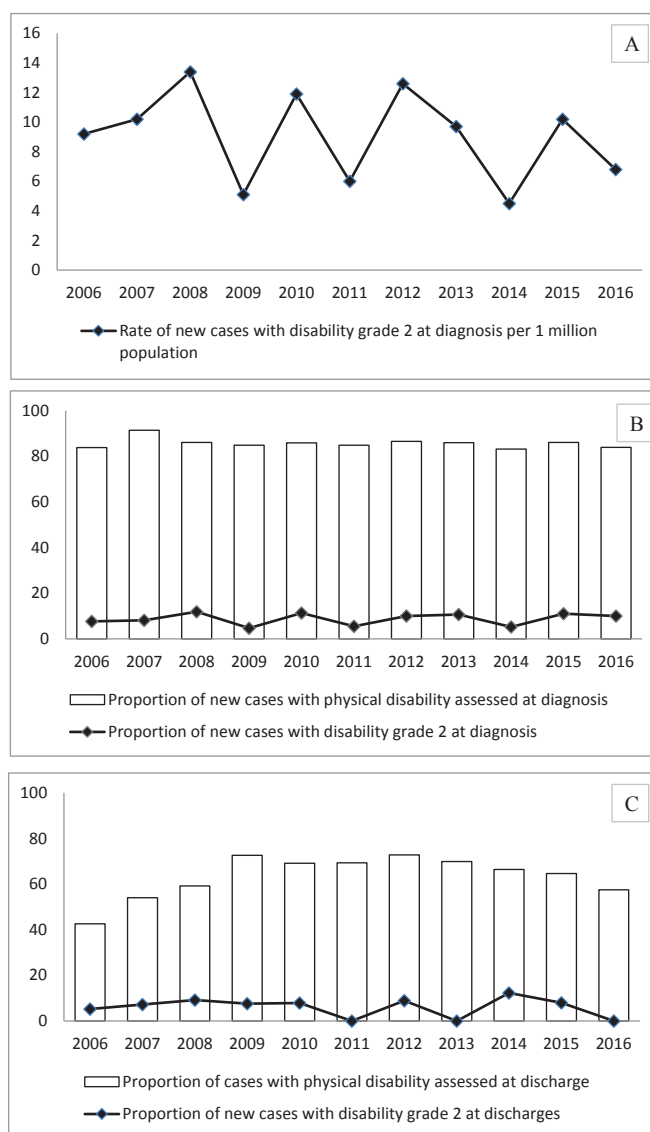 A
16
14
12
10
8
6
4
2
0
2006 2007 2008 2009 2010 2011 2012 2013 2014 2015 2016
Rate of new cases with disability grade 2 at diagnosis per 1 million
population
B
100
80
60
40
20
0
2006 2007 2008 2009 2010 2011 2012 2013 2014 2015 2016
Proportion of new cases with physical disability assessed at diagnosis
Proportion of new cases with disability grade 2 at diagnosis
C
100
80
60
40
20
0
2006 2007 2008 2009 2010 2011 2012 2013 2014 2015 2016
Proportion of cases with physical disability assessed at discharge
Proportion of new cases with disability grade 2 at discharges